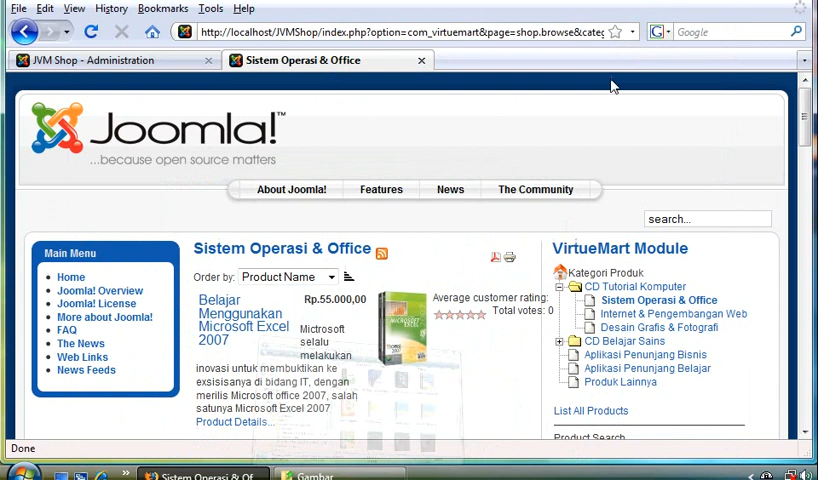 File Edit View History Bookmarks Tools Help
http://localhost/JVMShop/index.php?option=com_virtuemart&page=shop.browse&categ
Google
JVM Shop - Administration
Sistem Operasi & Office
Joomla!™
...because open source matters
About Joomla! Features News The Community
search...
Main Menu
Home
Joomla! Overview
Joomla! License
More about Joomla!
FAQ
The News
Web Links
News Feeds
Sistem Operasi & Office
Order by: Product Name
Belajar
Menggunakan
Microsoft Excel
2007
Rp.55.000,00
Microsoft
selalu
melakukan
inovasi untuk membuktikan ke
exsisisanya di bidang IT, dengan
merilis Microsoft office 2007, salah
satunya Microsoft Excel 2007
Product Details...
Average customer rating:
Total votes: 0
VirtueMart Module
Kategori Produk
CD Tutorial Komputer
Sistem Operasi & Office
Internet & Pengembangan Web
Desain Grafis & Fotografi
CD Belajar Sains
Aplikasi Penunjang Bisnis
Aplikasi Penunjang Belajar
Produk Lainnya
List All Products
Product Search
Done
Sistem Operasi & Of...
Gambar